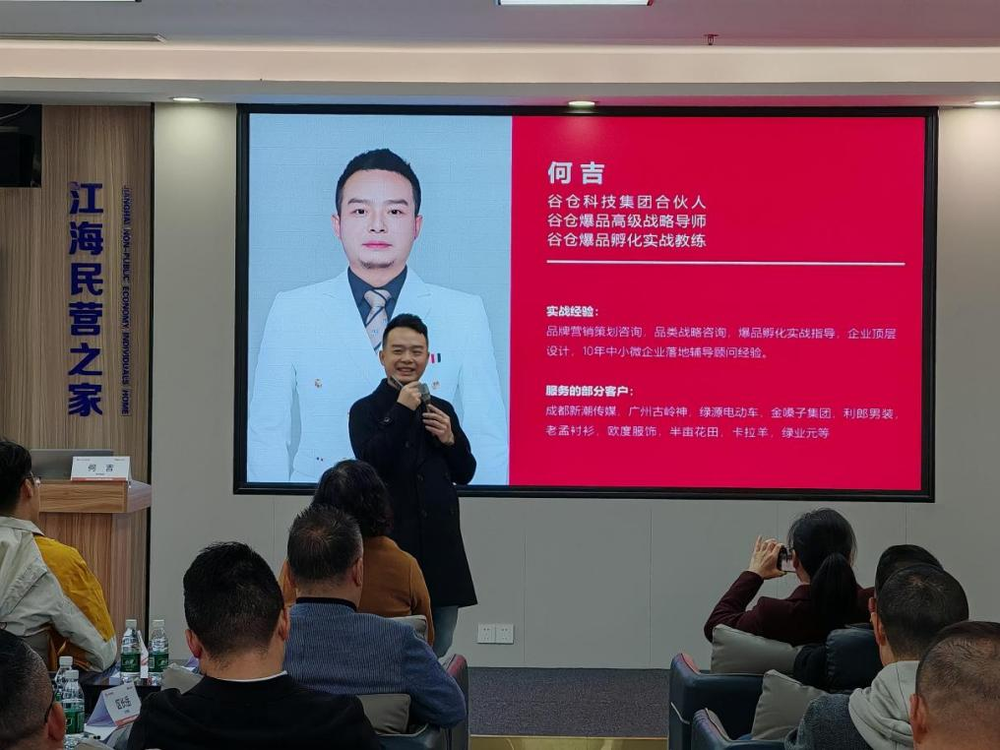 江海民营之家
JIANGHAI NON-PUBLIC ECONOMY INDIVIDUALS' HOME
何吉
谷仓科技集团合伙人
谷仓爆品高级战略导师
谷仓爆品孵化实战教练
实战经验：
品牌营销策划咨询，品类战略咨询，爆品孵化实战指导，企业顶层
设计，10年中小微企业落地辅导顾问经验。
服务的部分客户：
成都新潮传媒，广州古岭神，绿源电动车，金嗓子集团，利郎男装，
老孟衬衫，欧度服饰，半亩花田，卡拉羊，绿业元等
何 吉